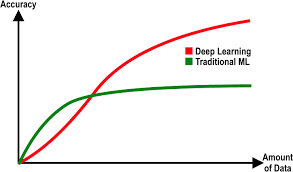 Accuracy
Deep Learning
Traditional ML
Amount
of Data